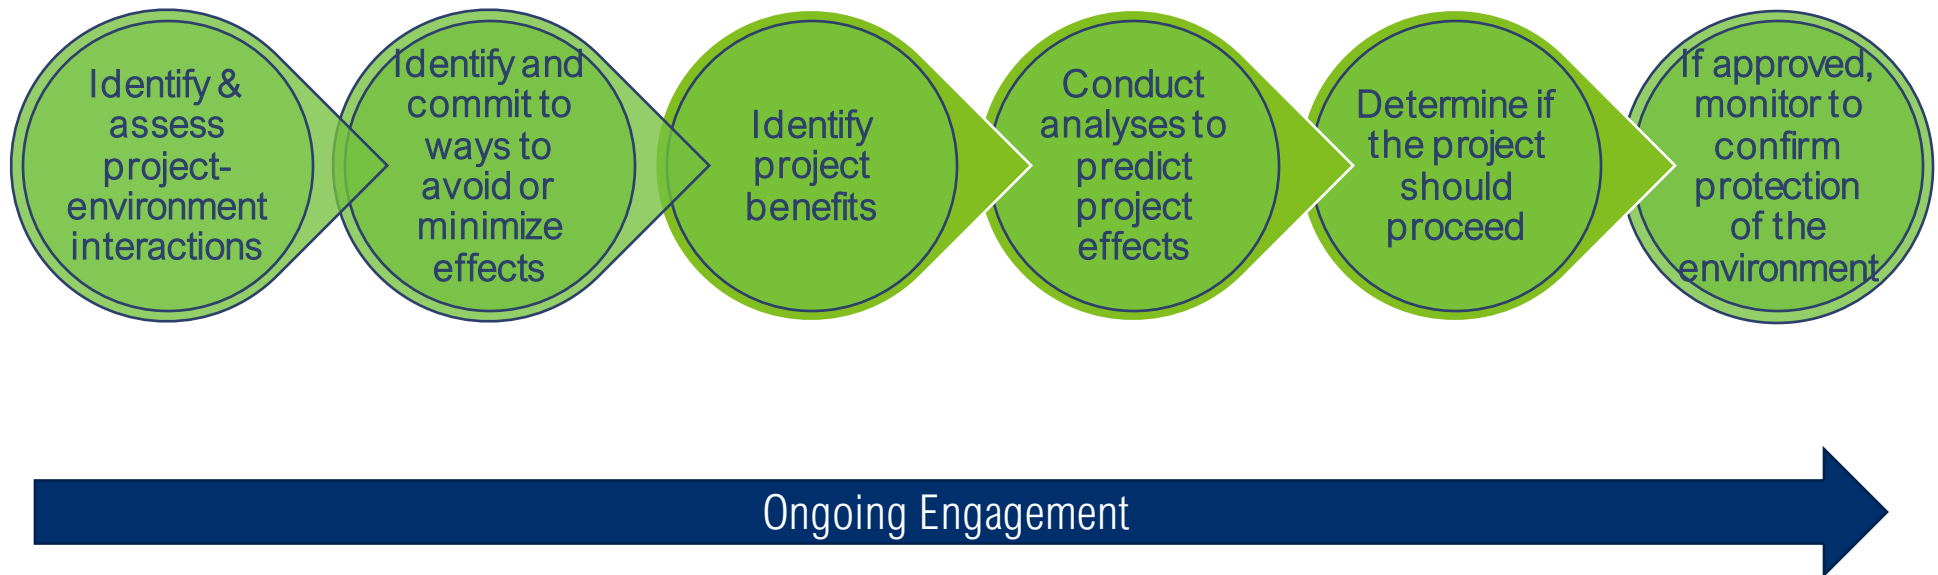 Identify &
assess
project-
environment
interactions
Identify and
commit to
ways to
avoid or
minimize
effects
Identify
project
benefits
Conduct
analyses to
predict
project
effects
Determine if
the project
should
proceed
If approved,
monitor to
confirm
protection
of the
environment
Ongoing Engagement